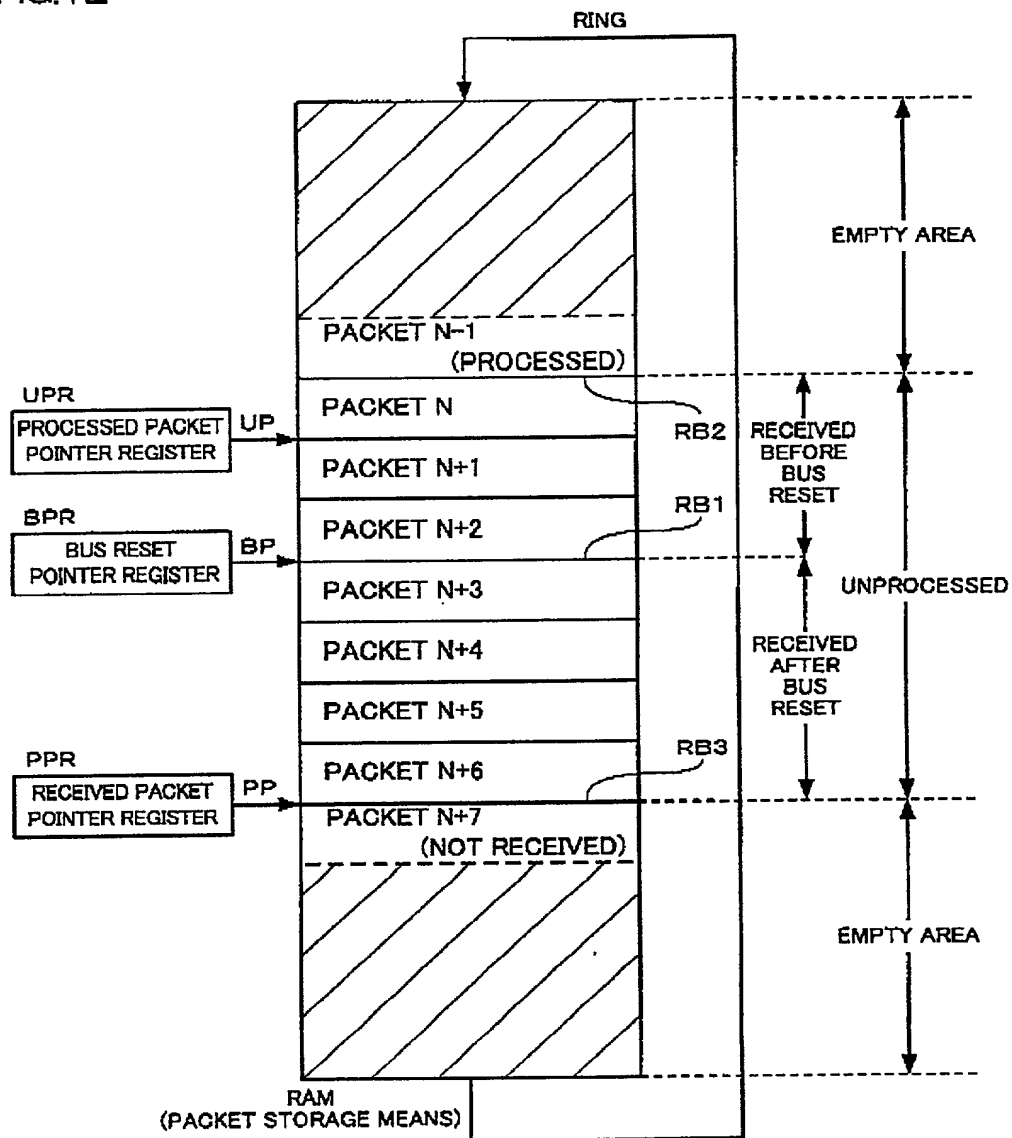 RING
EMPTY AREA
PACKET N-1
(PROCESSED)
UPR
PROCESSED PACKET
POINTER REGISTER
UP
PACKET N
RB2
RECEIVED
BEFORE
BUS
RESET
PACKET N+1
BPR
BUS RESET
POINTER REGISTER
BP
PACKET N+2
RB1
PACKET N+3
UNPROCESSED
PACKET N+4
RECEIVED
AFTER
BUS
RESET
PACKET N+5
PPR
RECEIVED PACKET
POINTER REGISTER
PP
PACKET N+6
RB3
PACKET N+7
(NOT RECEIVED)
EMPTY AREA
RAM
(PACKET STORAGE MEANS)